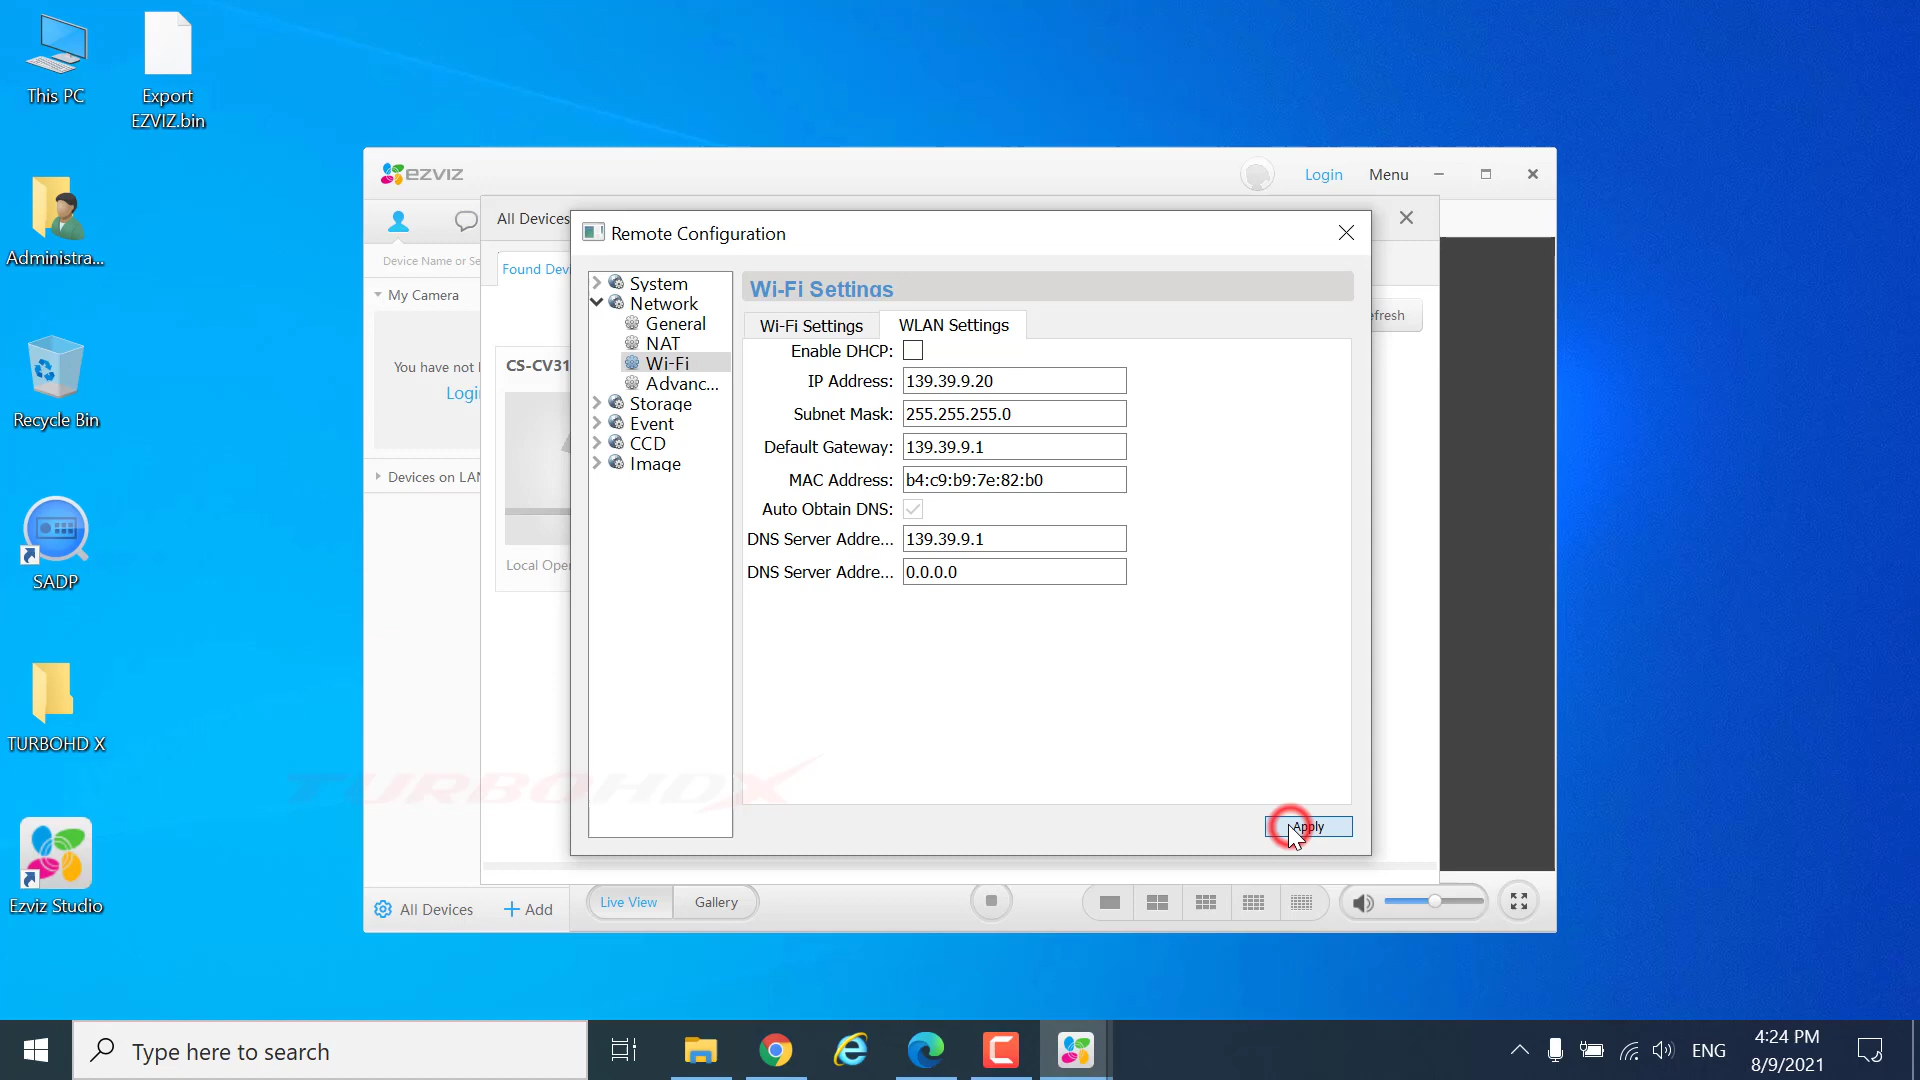 This PC
Export
EZVIZ.bin
Administra...
Recycle Bin
SADP
TURBOHD X
Ezviz Studio
ezviz
Login
Menu
All Devices
Device Name or Se
Found Dev
My Camera
efresh
You have not
Logi
CS-CV31
Devices on LAN
Local Oper
Remote Configuration
System
Network
General
NAT
Wi-Fi
Advanc...
Storage
Event
CCD
Image
Wi-Fi Settings
Wi-Fi Settings
WLAN Settings
Enable DHCP:
IP Address: 139.39.9.20
Subnet Mask: 255.255.255.0
Default Gateway: 139.39.9.1
MAC Address: b4:c9:b9:7e:82:b0
Auto Obtain DNS:
DNS Server Addre... 139.39.9.1
DNS Server Addre... 0.0.0.0
TURBOHDX
Apply
All Devices
Add
Live View
Gallery
Type here to search
ENG
4:24 PM
8/9/2021